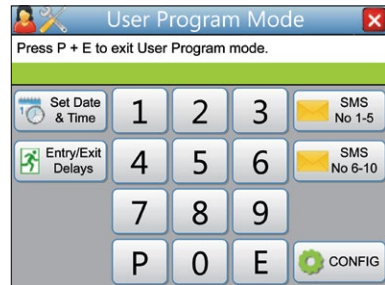 User Program Mode
Press P + E to exit User Program mode.
Set Date
& Time
1
2
3
SMS
No 1-5
Entry/Exit
Delays
4
5
6
SMS
No 6-10
7
8
9
P
0
E
CONFIG